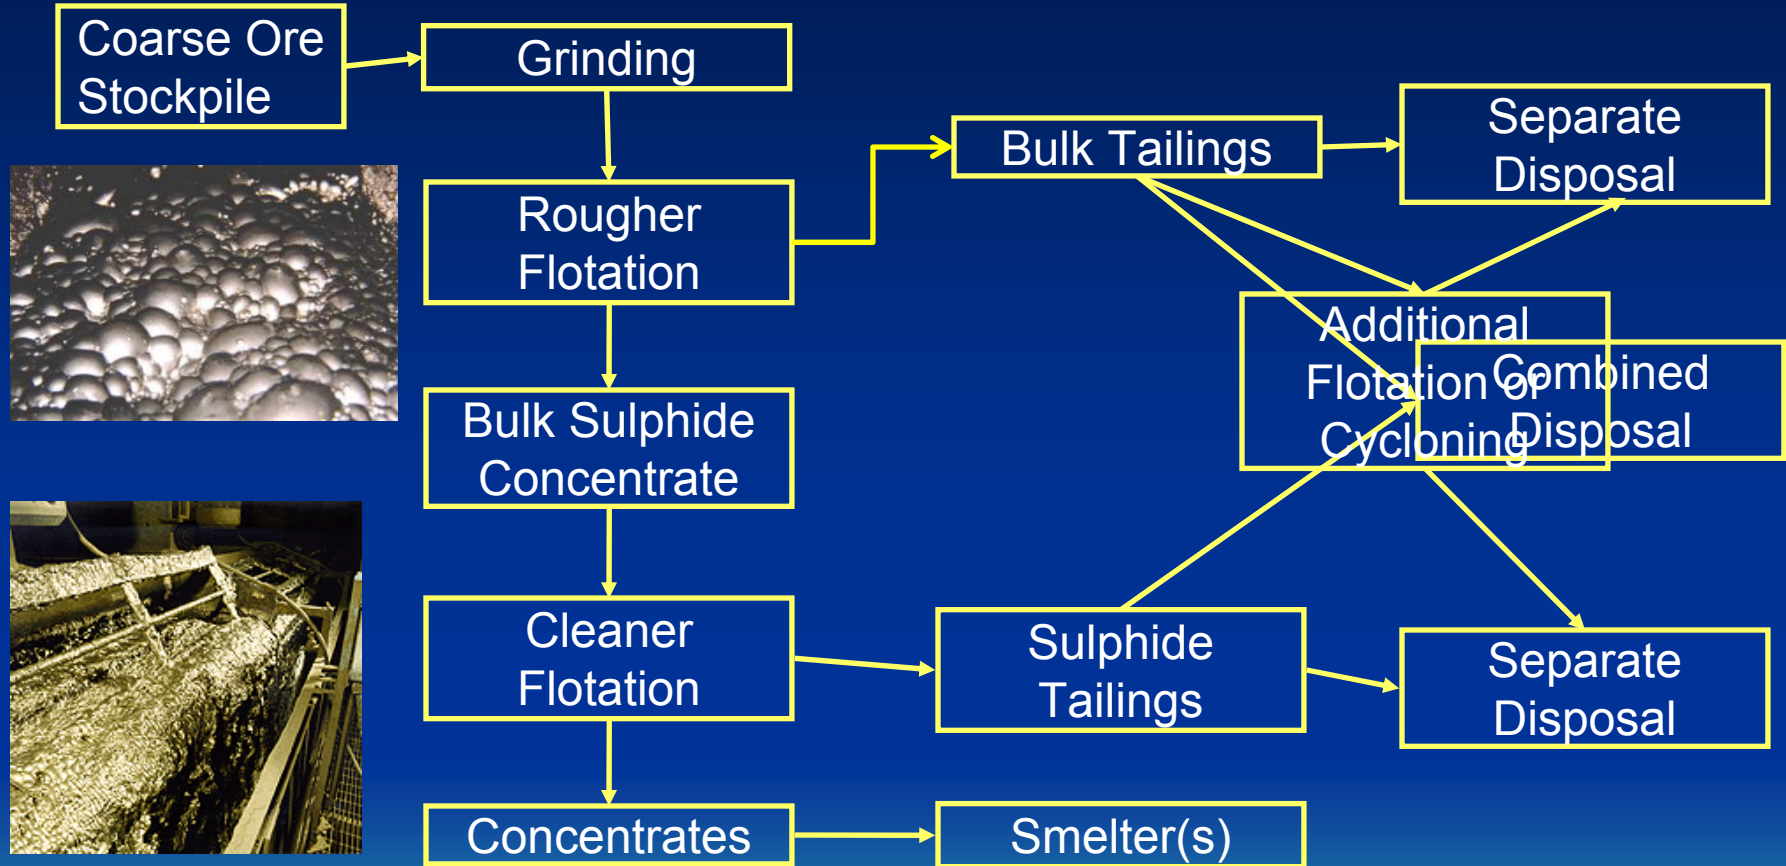 Coarse Ore
Stockpile
Grinding
Rougher
Flotation
Bulk Tailings
Separate
Disposal
Additional
Flotation or
Cycloning
Combined
Disposal
Bulk Sulphide
Concentrate
Cleaner
Flotation
Sulphide
Tailings
Separate
Disposal
Concentrates
Smelter(s)